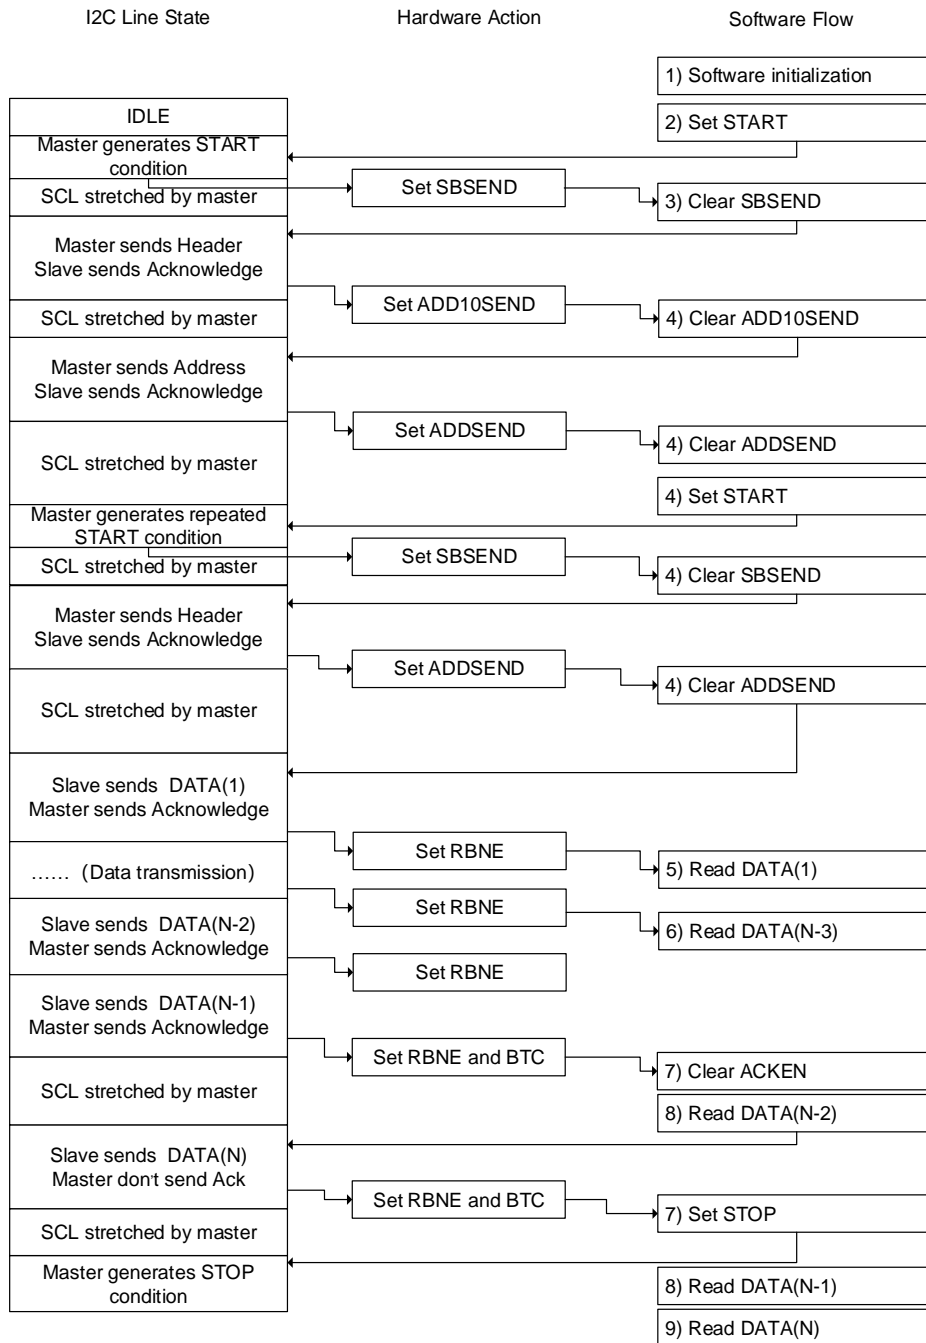 I2C Line State
Hardware Action
Software Flow
1) Software initialization
IDLE
2) Set START
Master generates START
condition
Set SBSEND
SCL stretched by master
3) Clear SBSEND
Master sends Header
Slave sends Acknowledge
Set ADD10SEND
SCL stretched by master
4) Clear ADD10SEND
Master sends Address
Slave sends Acknowledge
Set ADDSEND
4) Clear ADDSEND
SCL stretched by master
4) Set START
Master generates repeated
START condition
Set SBSEND
SCL stretched by master
4) Clear SBSEND
Master sends Header
Slave sends Acknowledge
Set ADDSEND
4) Clear ADDSEND
SCL stretched by master
Slave sends DATA(1)
Master sends Acknowledge
Set RBNE
5) Read DATA(1)
...... (Data transmission)
Set RBNE
6) Read DATA(N-3)
Slave sends DATA(N-2)
Master sends Acknowledge
Set RBNE
Slave sends DATA(N-1)
Master sends Acknowledge
Set RBNE and BTC
7) Clear ACKEN
SCL stretched by master
8) Read DATA(N-2)
Slave sends DATA(N)
Master don't send Ack
Set RBNE and BTC
7) Set STOP
SCL stretched by master
Master generates STOP
condition
8) Read DATA(N-1)
9) Read DATA(N)